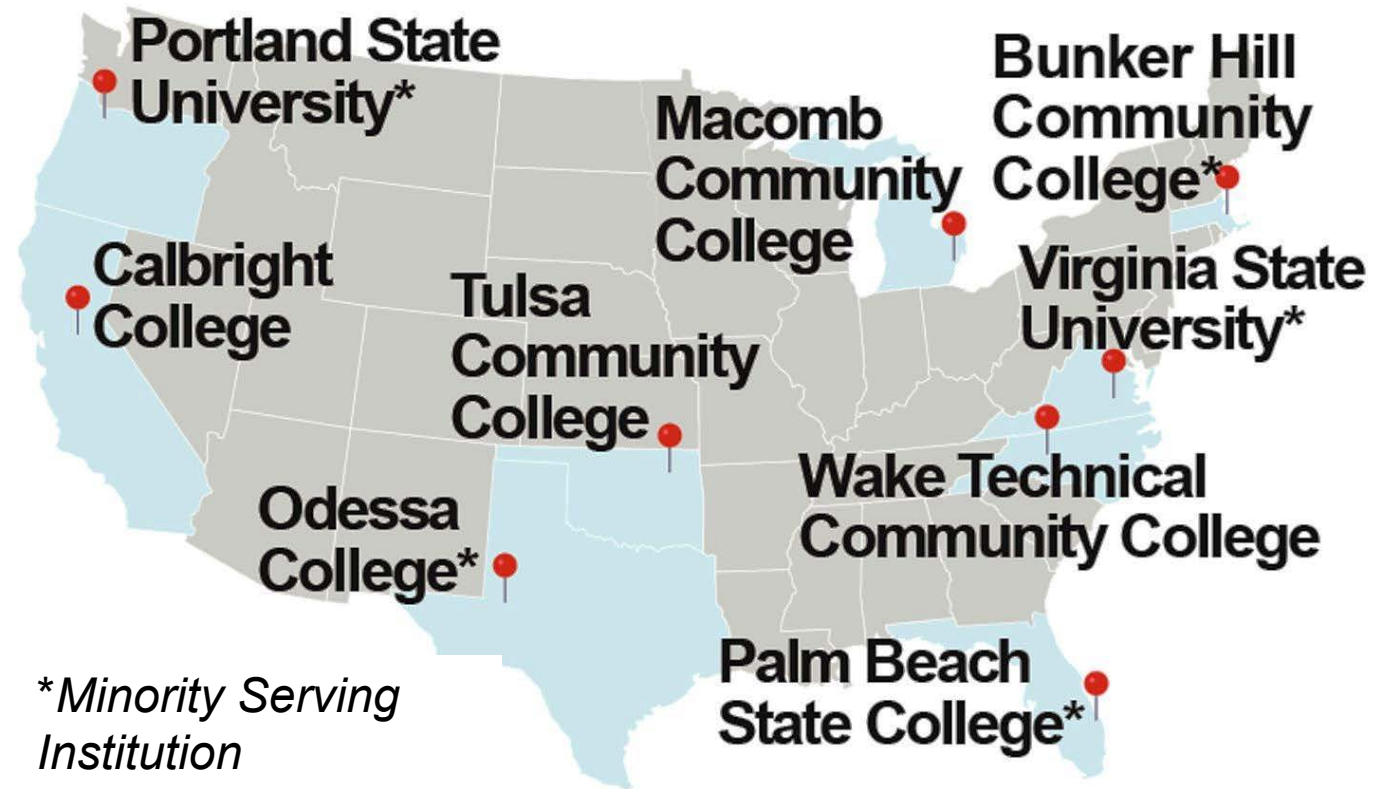 Portland State
University*
Bunker Hill
Community
College*
Macomb
Community
College
Calbright
College
Virginia State
University*
Tulsa
Community
College
Wake Technical
Community College
Odessa
College*
Palm Beach
State College*
*Minority Serving
Institution